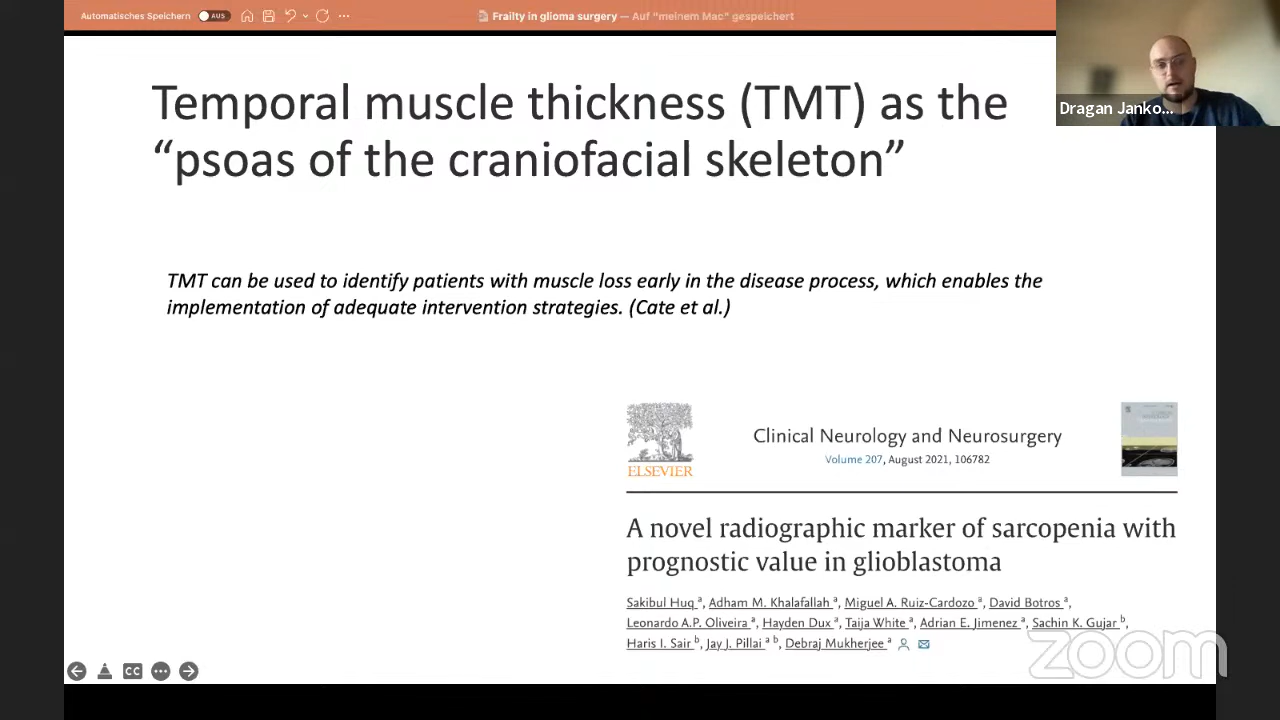 Automatisches Speichern AUS
Frailty in glioma surgery — Auf "meinem Mac" gespeichert
Dragan Janko...
Temporal muscle thickness (TMT) as the
“psoas of the craniofacial skeleton”
TMT can be used to identify patients with muscle loss early in the disease process, which enables the
implementation of adequate intervention strategies. (Cate et al.)
ELSEVIER
Clinical Neurology and Neurosurgery
Volume 207, August 2021, 106782
A novel radiographic marker of sarcopenia with
prognostic value in glioblastoma
Sakibul Huq a, Adham M. Khalafallah a, Miguel A. Ruiz-Cardozo a, David Botros a,
Leonardo A.P. Oliveira a, Hayden Dux a, Taija White a, Adrian E. Jimenez a, Sachin K. Gujar b,
Haris I. Sair b, Jay J. Pillai a b, Debraj Mukherjee a
CC
zoom